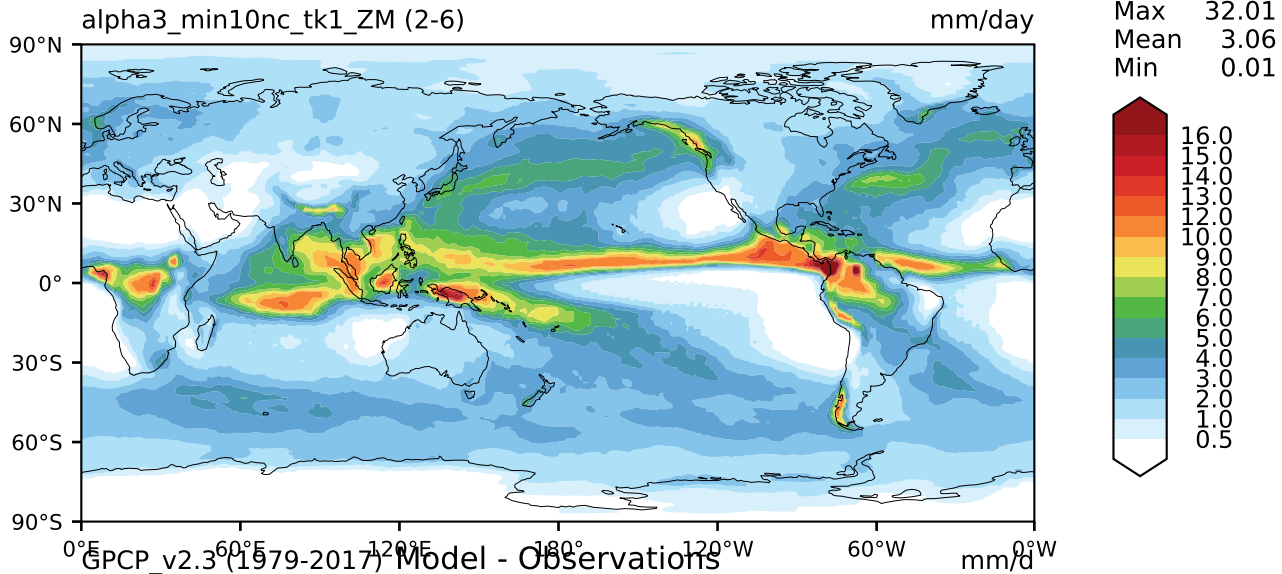 alpha3_min10nc_tk1_ZM (2-6) mm/day
Max 32.01
Mean 3.06
Min 0.01
90°N
60°N
30°N
0°
30°S
60°S
90°S
0°E 60°E 120°E 180° 120°W 60°W 0°W
16.0
15.0
14.0
13.0
12.0
10.0
9.0
8.0
7.0
6.0
5.0
4.0
3.0
2.0
1.0
0.5
GPCP_v2.3 (1979-2017) Model - Observations mm/d